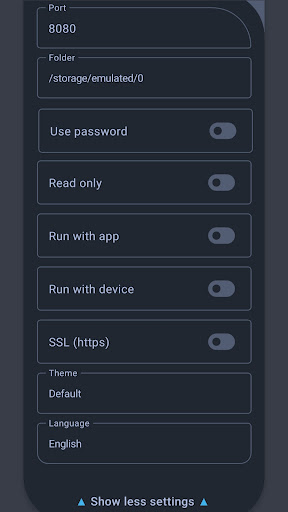 Port
8080
Folder
/storage/emulated/0
Use password
Read only
Run with app
Run with device
SSL (https)
Theme
Default
Language
English
▲ Show less settings ▲